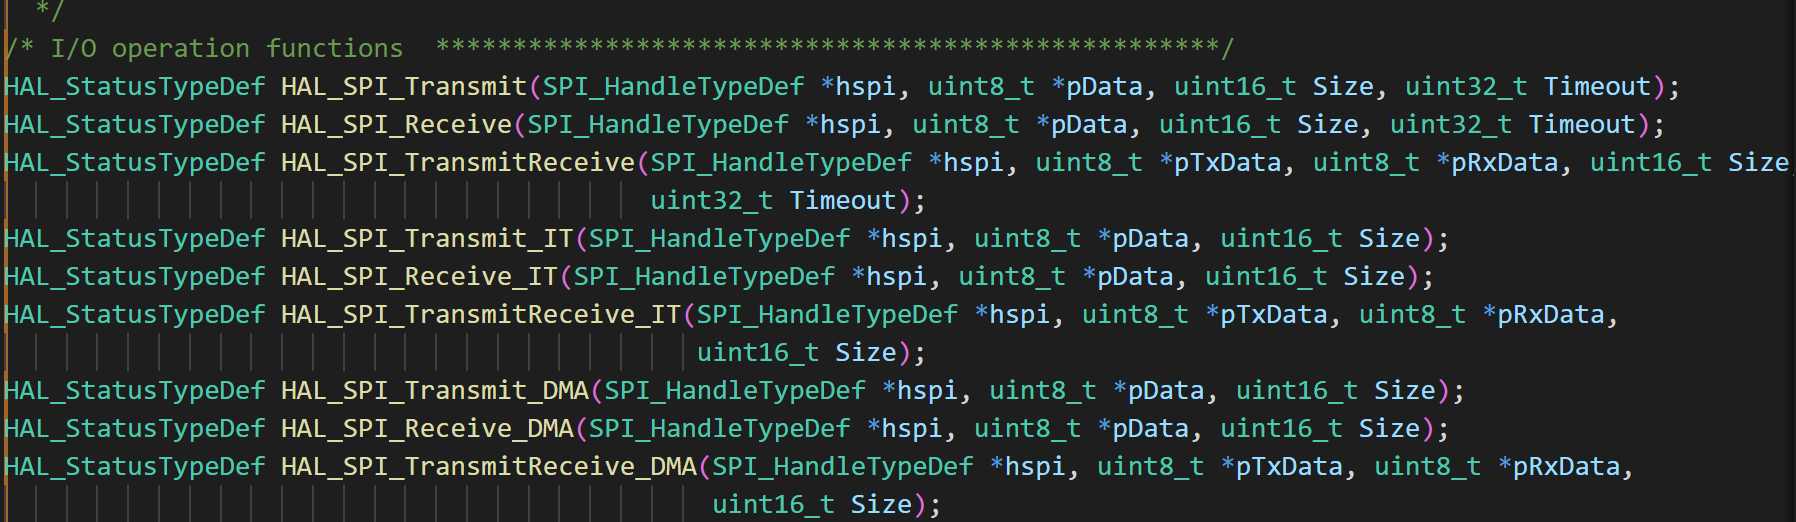 */
/* I/O operation functions  ***************************************************/
HAL_StatusTypeDef HAL_SPI_Transmit(SPI_HandleTypeDef *hspi, uint8_t *pData, uint16_t Size, uint32_t Timeout);
HAL_StatusTypeDef HAL_SPI_Receive(SPI_HandleTypeDef *hspi, uint8_t *pData, uint16_t Size, uint32_t Timeout);
HAL_StatusTypeDef HAL_SPI_TransmitReceive(SPI_HandleTypeDef *hspi, uint8_t *pTxData, uint8_t *pRxData, uint16_t Size,
uint32_t Timeout);
HAL_StatusTypeDef HAL_SPI_Transmit_IT(SPI_HandleTypeDef *hspi, uint8_t *pData, uint16_t Size);
HAL_StatusTypeDef HAL_SPI_Receive_IT(SPI_HandleTypeDef *hspi, uint8_t *pData, uint16_t Size);
HAL_StatusTypeDef HAL_SPI_TransmitReceive_IT(SPI_HandleTypeDef *hspi, uint8_t *pTxData, uint8_t *pRxData,
uint16_t Size);
HAL_StatusTypeDef HAL_SPI_Transmit_DMA(SPI_HandleTypeDef *hspi, uint8_t *pData, uint16_t Size);
HAL_StatusTypeDef HAL_SPI_Receive_DMA(SPI_HandleTypeDef *hspi, uint8_t *pData, uint16_t Size);
HAL_StatusTypeDef HAL_SPI_TransmitReceive_DMA(SPI_HandleTypeDef *hspi, uint8_t *pTxData, uint8_t *pRxData,
uint16_t Size);